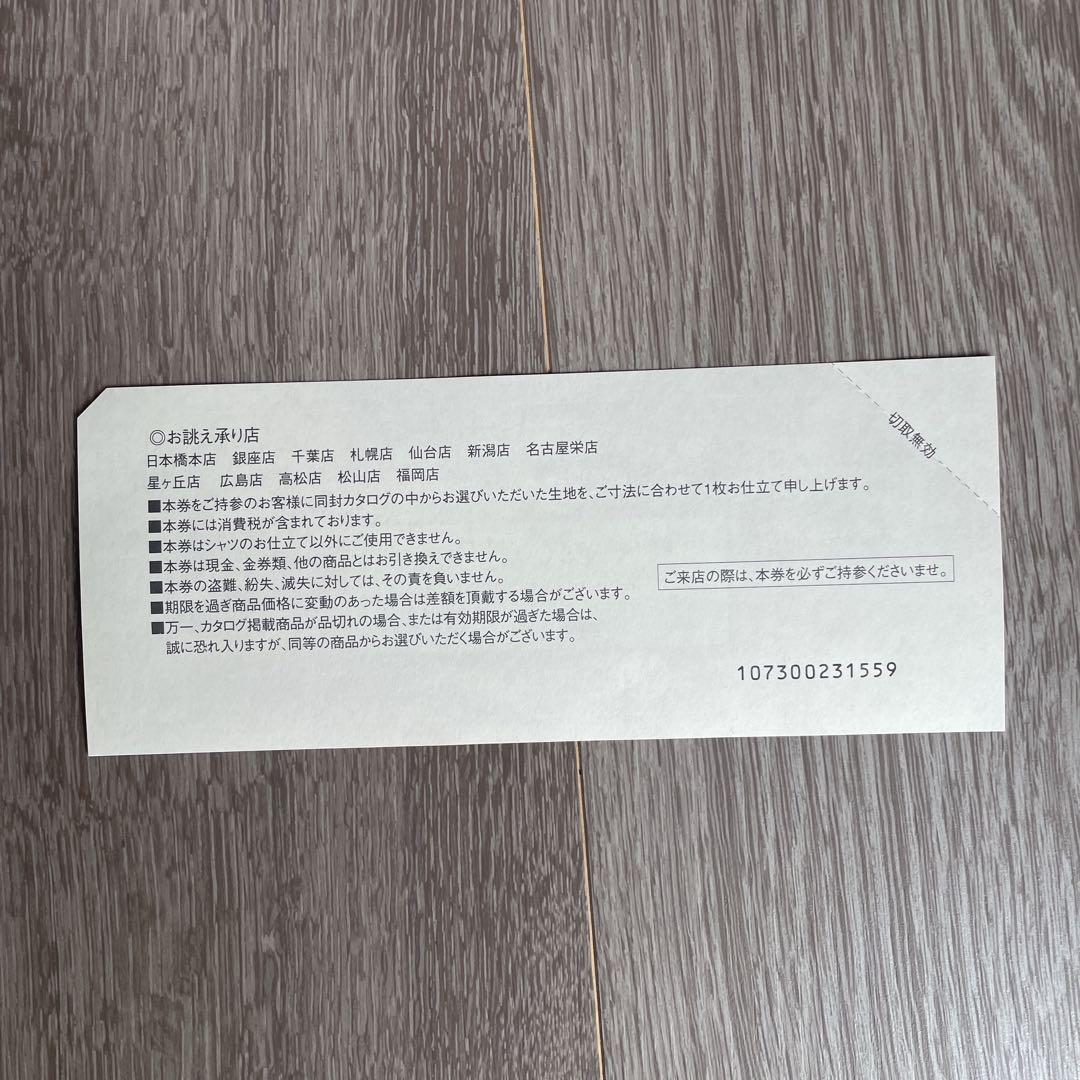 ◎お誂え承り店
日本橋本店 銀座店 千葉店 札幌店 仙台店 新潟店 名古屋栄店
星ヶ丘店 広島店 高松店 松山店 福岡店
■本券をご持参のお客様に同封カタログの中からお選びいただいた生地を、ご寸法に合わせて1枚お仕立て申し上げます。
■本券には消費税が含まれております。
■本券はシャツのお仕立て以外にご使用できません。
■本券は現金、金券類、他の商品とはお引き換えできません。
■本券の盗難、紛失、滅失に対しては、その責を負いません。
■期限を過ぎ商品価格に変動のあった場合は差額を頂戴する場合がございます。
■万一、カタログ掲載商品が品切れの場合、または有効期限が過ぎた場合は、
誠に恐れ入りますが、同等の商品からお選びいただく場合がございます。
切取無効
ご来店の際は、本券を必ずご持参くださいませ。
107300231559